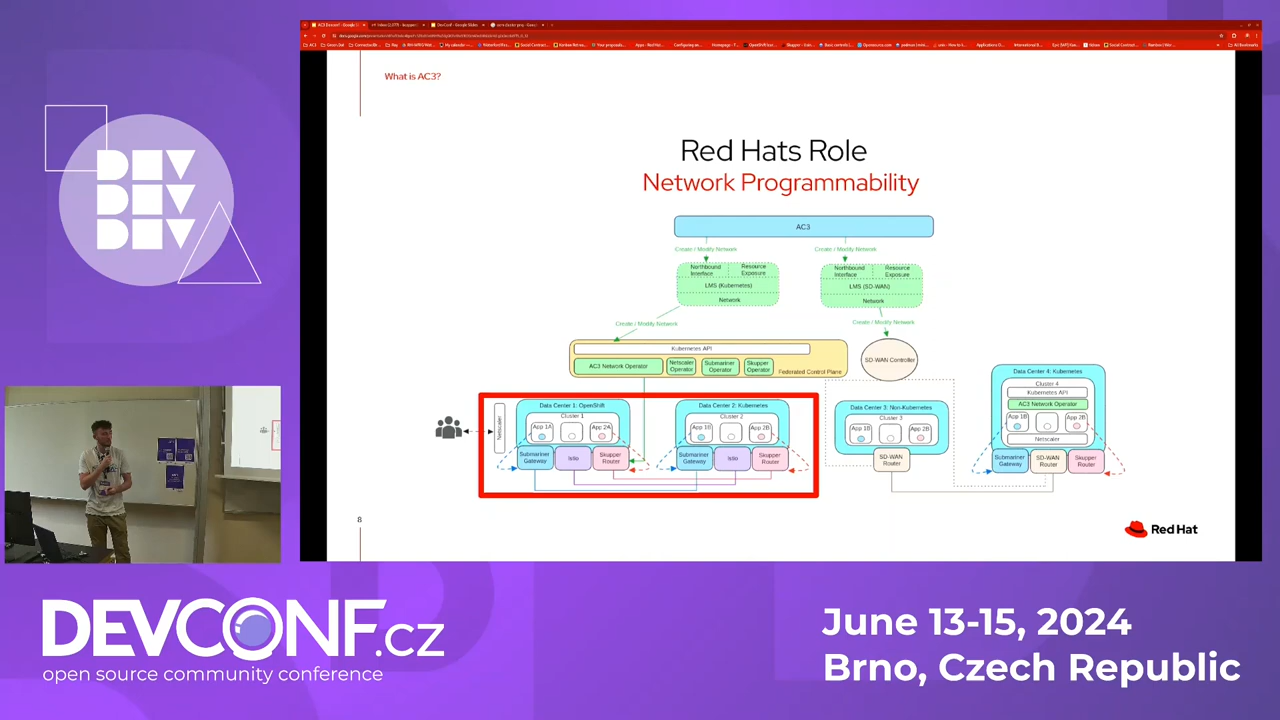 What is AC3?
Red Hats Role
Network Programmability
AC3
Create / Modify Network
Create / Modify Network
Northbound Interface
Resource Exposure
LMS (Kubernetes)
Network
Northbound Interface
Resource Exposure
LMS (SD-WAN)
Network
Create / Modify Network
Create / Modify Network
Kubernetes API
AC3 Network Operator
Netscaler Operator
Submariner Operator
Skupper Operator
Federated Control Plane
SD-WAN Controller
Netscaler
Data Center 1: OpenShift
Cluster 1
App 1A
App 2A
Submariner Gateway
Istio
Skupper Router
Data Center 2: Kubernetes
Cluster 2
App 1B
App 2B
Submariner Gateway
Istio
Skupper Router
Data Center 3: Non-Kubernetes
Cluster 3
App 1B
App 2B
SD-WAN Router
Data Center 4: Kubernetes
Cluster 4
Kubernetes API
AC3 Network Operator
App 1B
App 2B
Netscaler
Submariner Gateway
SD-WAN Router
Skupper Router
8
Red Hat
DEV
DEV
DEV
DEVCONF.cz
open source community conference
June 13-15, 2024
Brno, Czech Republic